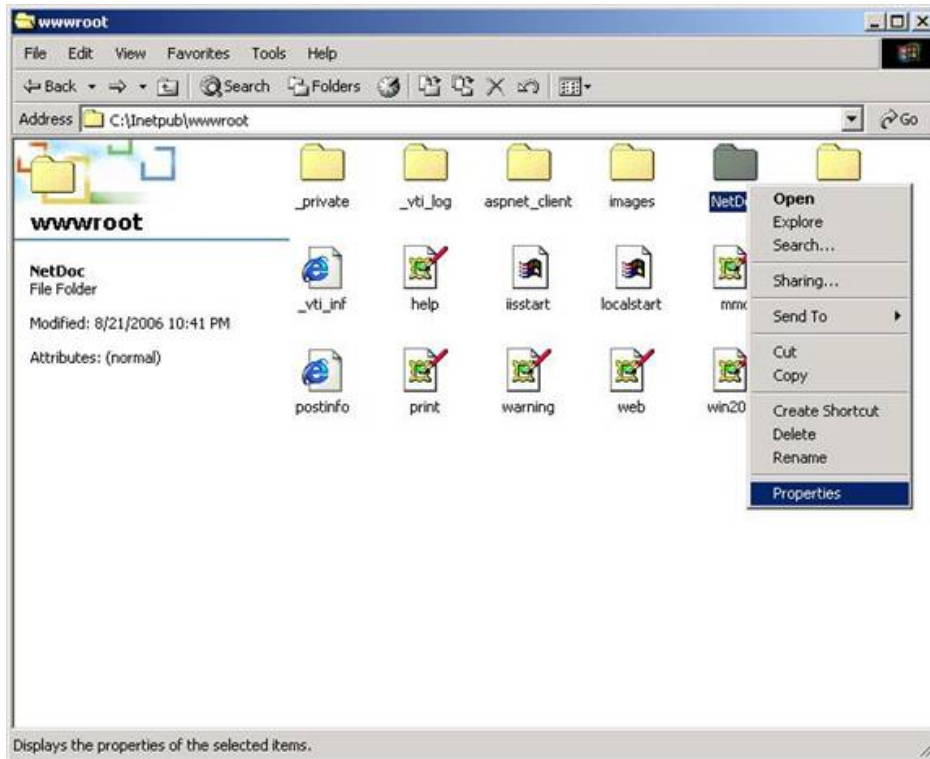 wwwroot
File Edit View Favorites Tools Help
Back Search Folders
Address C:\Inetpub\wwwroot Go
wwwroot
NetDoc
File Folder
Modified: 8/21/2006 10:41 PM
Attributes: (normal)
_private _vti_log aspnet_client images
_vti_inf help iisstart localstart
postinfo print warning web
Open
Explore
Search...
Sharing...
Send To
Cut
Copy
Create Shortcut
Delete
Rename
Properties
Displays the properties of the selected items.